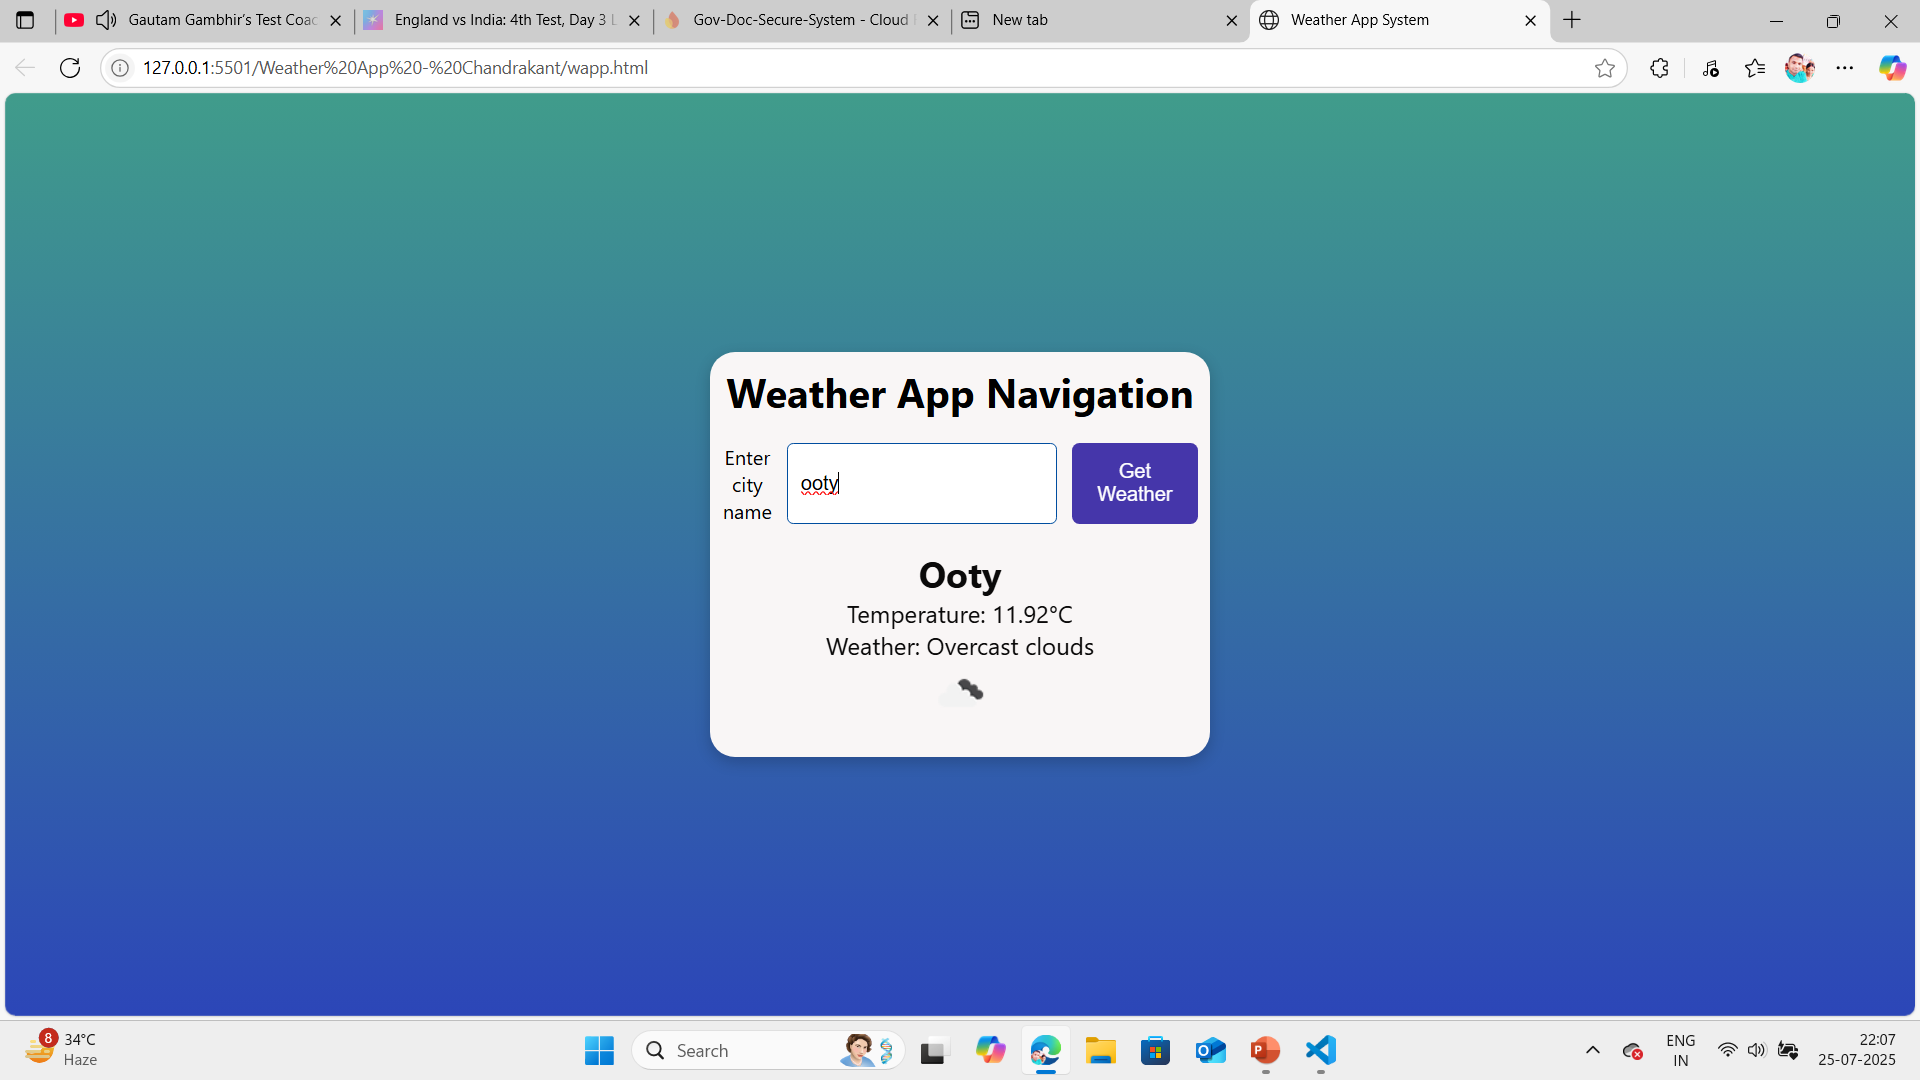 Gautam Gambhir's Test Coac
England vs India: 4th Test, Day 3 L
Gov-Doc-Secure-System - Cloud
New tab
Weather App System
127.0.0.1:5501/Weather%20App%20-%20Chandrakant/wapp.html
Weather App Navigation
Enter
city
name
ooty
Get
Weather
Ooty
Temperature: 11.92°C
Weather: Overcast clouds
8
34°C
Haze
Search
ENG
IN
22:07
25-07-2025